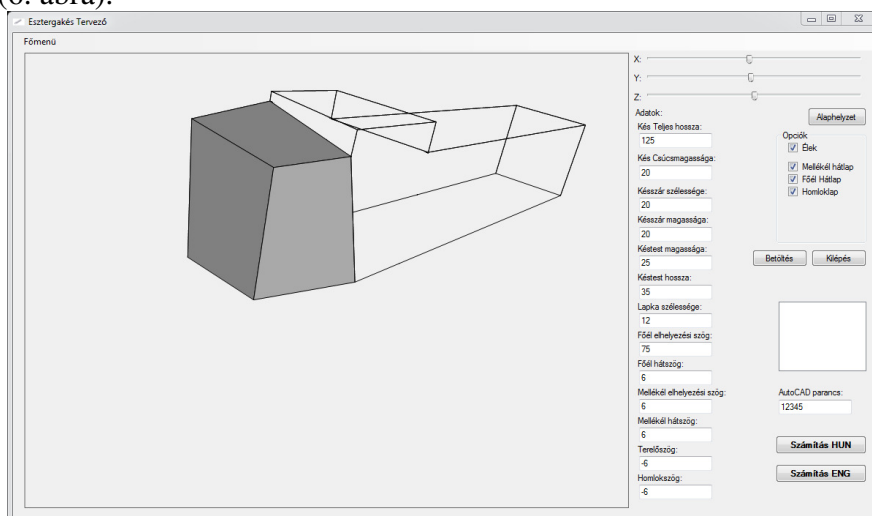 (6. ábra).
Esztergakés Tervező
Főmenü
X:
Y:
Z:
Adatok:
Alaphelyzet
Kés Teljes hossza:
125
Opciók
Élek
Kés Csúcsmagassága:
20
Mellékél hátlap
Főél Hátlap
Homloklap
Késszár szélessége:
20
Késszár magassága:
20
Késtest magassága:
25
Betöltés
Kilépés
Késtest hossza:
35
Lapka szélessége:
12
Főél elhelyezési szög:
75
Főél hátszög:
6
Mellékél elhelyezési szög:
6
AutoCAD parancs:
12345
Mellékél hátszög:
6
Számítás HUN
Terelőszög:
-6
Számítás ENG
Homlokszög:
-6